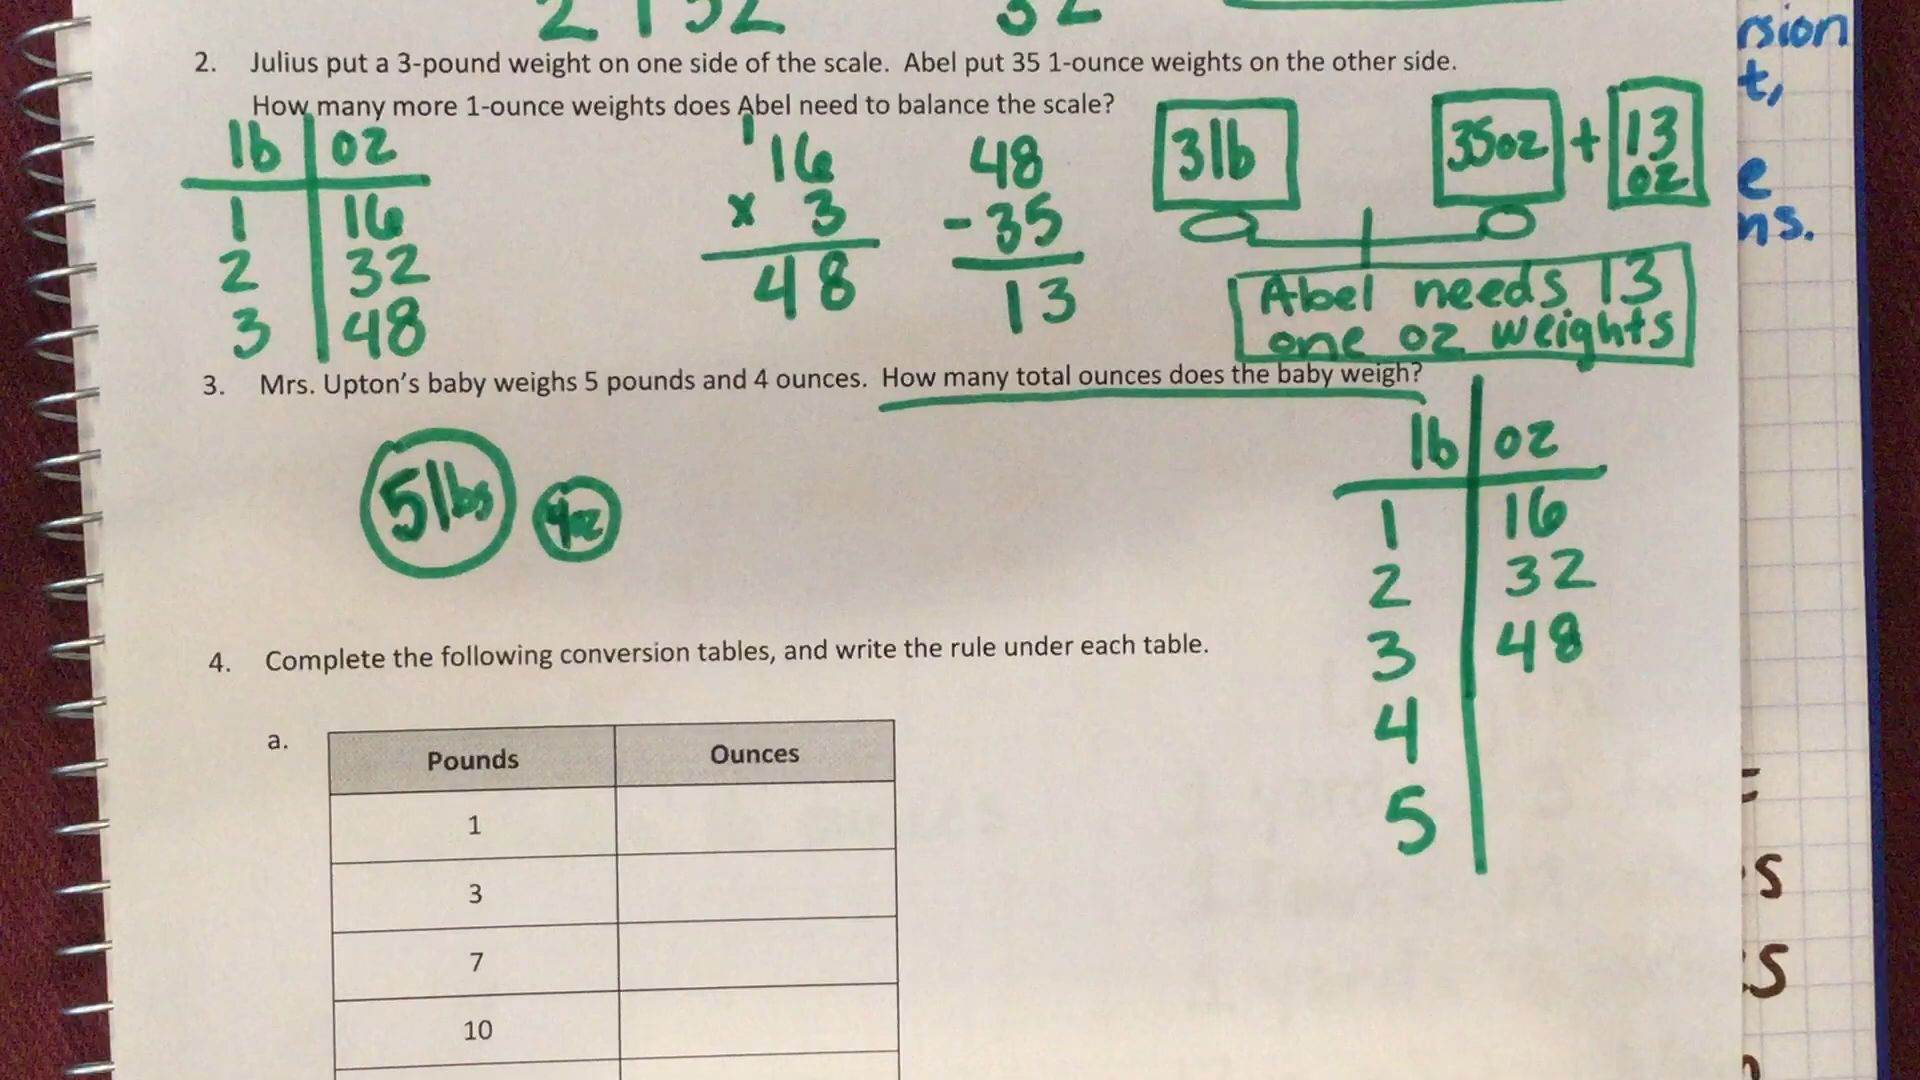 2. Julius put a 3-pound weight on one side of the scale. Abel put 35 1-ounce weights on the other side.
How many more 1-ounce weights does Abel need to balance the scale?
lb oz
1 16
2 32
3 48
1
16
x 3
48
48
-35
13
3lb
35oz + 13 oz
Abel needs 13
one oz weights
3. Mrs. Upton's baby weighs 5 pounds and 4 ounces. How many total ounces does the baby weigh?
5lbs 4oz
lb oz
1 16
2 32
3 48
4
5
4. Complete the following conversion tables, and write the rule under each table.
a.
Pounds Ounces
1
3
7
10
rsion
t,
e
ns.
s
s